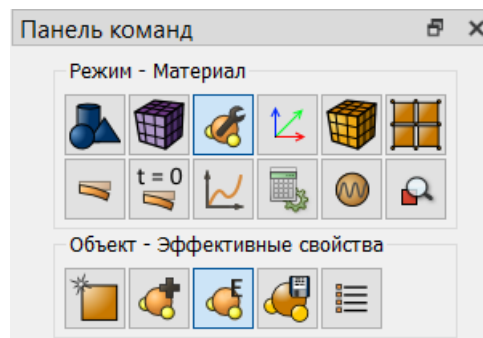 Панель команд
Режим - Материал
t = 0
Объект - Эффективные свойства
E